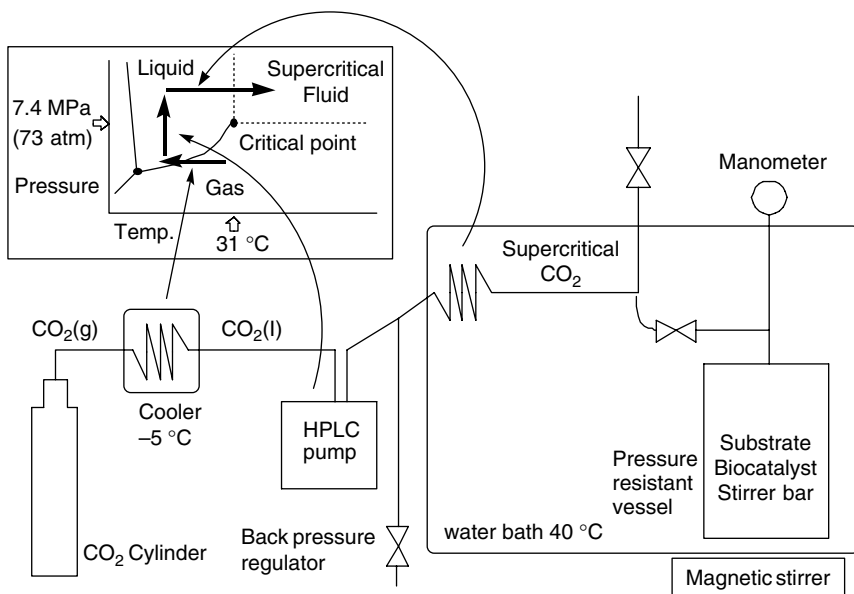 Liquid
Supercritical
Fluid
7.4 MPa
(73 atm)
Critical point
Pressure
Gas
Temp.
31 °C
Manometer
Supercritical
CO2
CO2(g)
CO2(l)
Cooler
–5 °C
HPLC
pump
Substrate
Biocatalyst
Stirrer bar
Pressure
resistant
vessel
Back pressure
regulator
water bath 40 °C
CO2 Cylinder
Magnetic stirrer